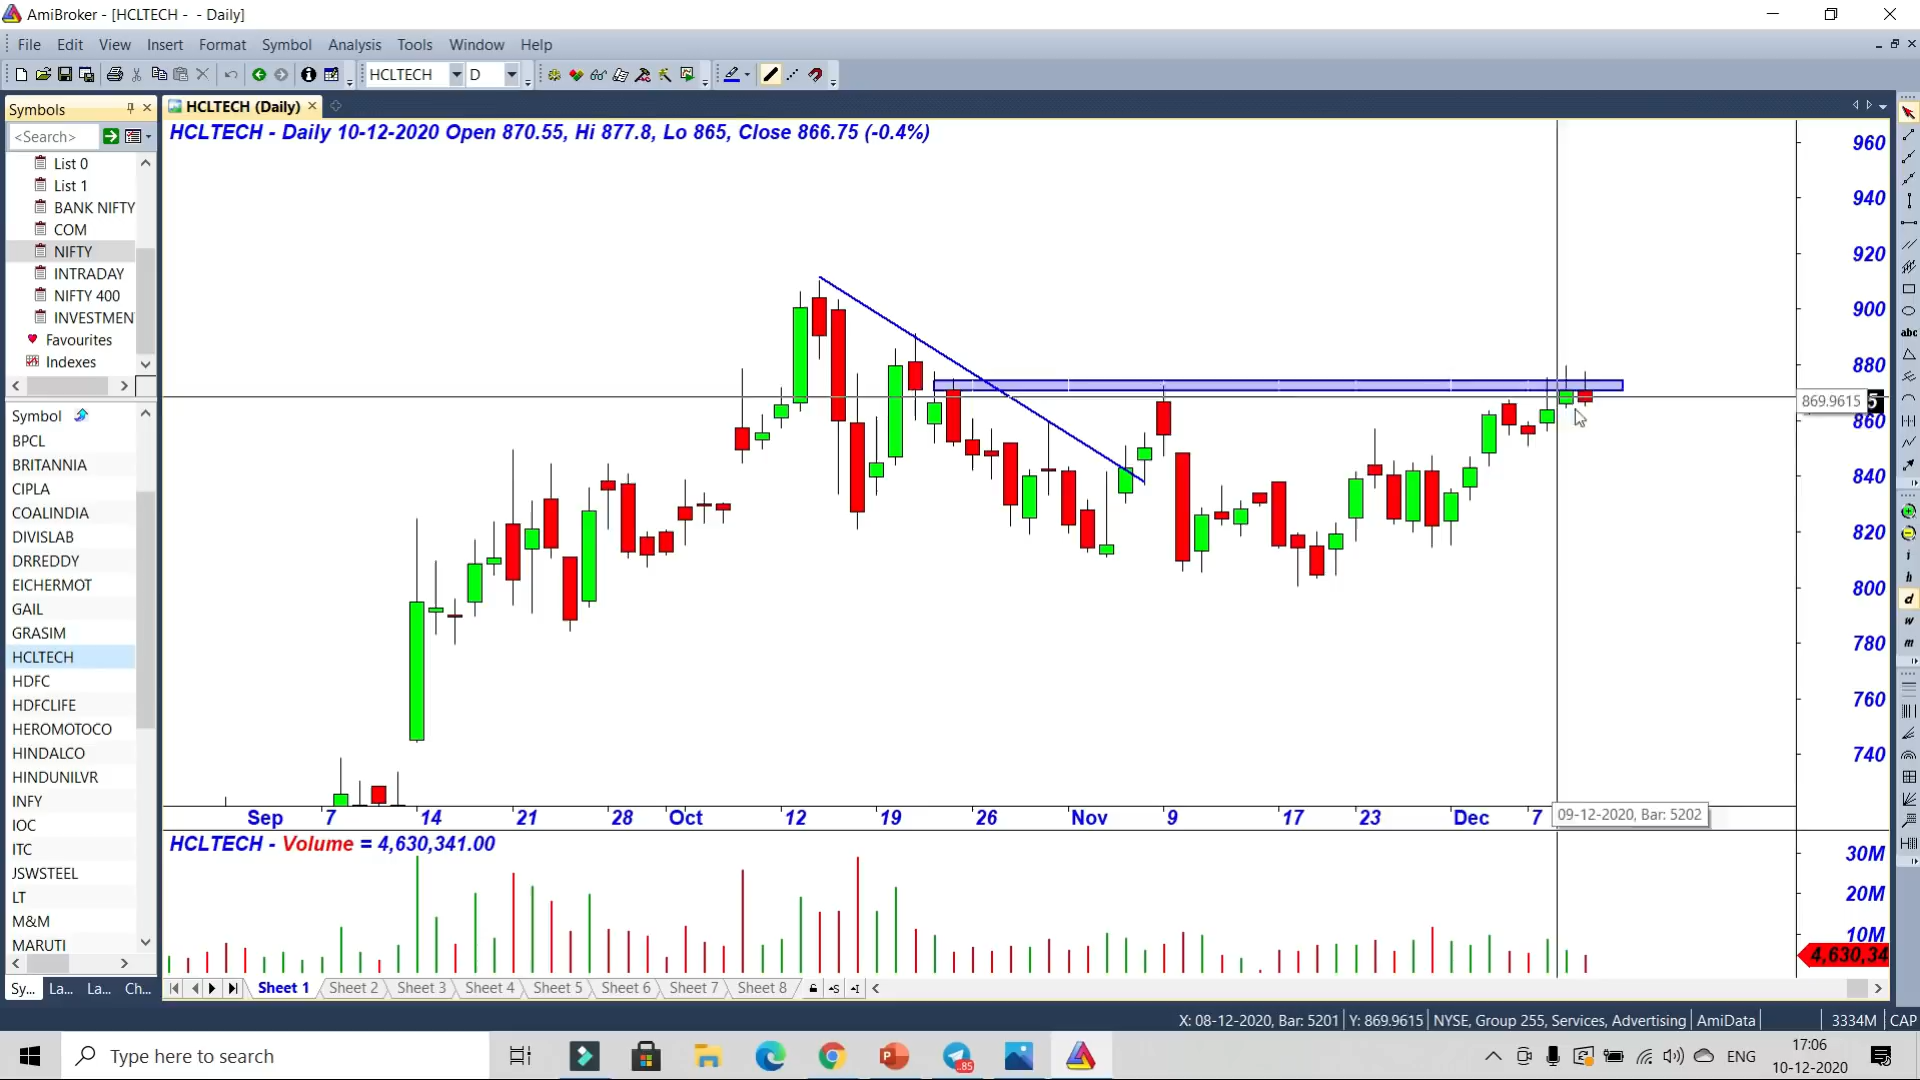 AmiBroker - [HCLTECH - - Daily]
File Edit View Insert Format Symbol Analysis Tools Window Help
HCLTECH D
Symbols
HCLTECH (Daily)
<Search>
HCLTECH - Daily 10-12-2020 Open 870.55, Hi 877.8, Lo 865, Close 866.75 (-0.4%)
List 0
List 1
BANK NIFTY
COM
NIFTY
INTRADAY
NIFTY 400
INVESTMEN
Favourites
Indexes
Symbol
BPCL
BRITANNIA
CIPLA
COALINDIA
DIVISLAB
DRREDDY
EICHERMOT
GAIL
GRASIM
HCLTECH
HDFC
HDFCLIFE
HEROMOTOCO
HINDALCO
HINDUNILVR
INFY
IOC
ITC
JSWSTEEL
LT
M&M
MARUTI
Sy... La... La... Ch...
960
940
920
900
880
869.9615 5
860
840
820
800
780
760
740
Sep 7 14 21 28 Oct 12 19 26 Nov 9 17 23 Dec 7
09-12-2020, Bar: 5202
HCLTECH - Volume = 4,630,341.00
30M
20M
10M
4,630,34
abc
i
h
d
w
m
Sheet 1 Sheet 2 Sheet 3 Sheet 4 Sheet 5 Sheet 6 Sheet 7 Sheet 8
X: 08-12-2020, Bar: 5201 Y: 869.9615 NYSE, Group 255, Services, Advertising AmiData 3334M CAP
Type here to search
85
ENG
17:06
10-12-2020